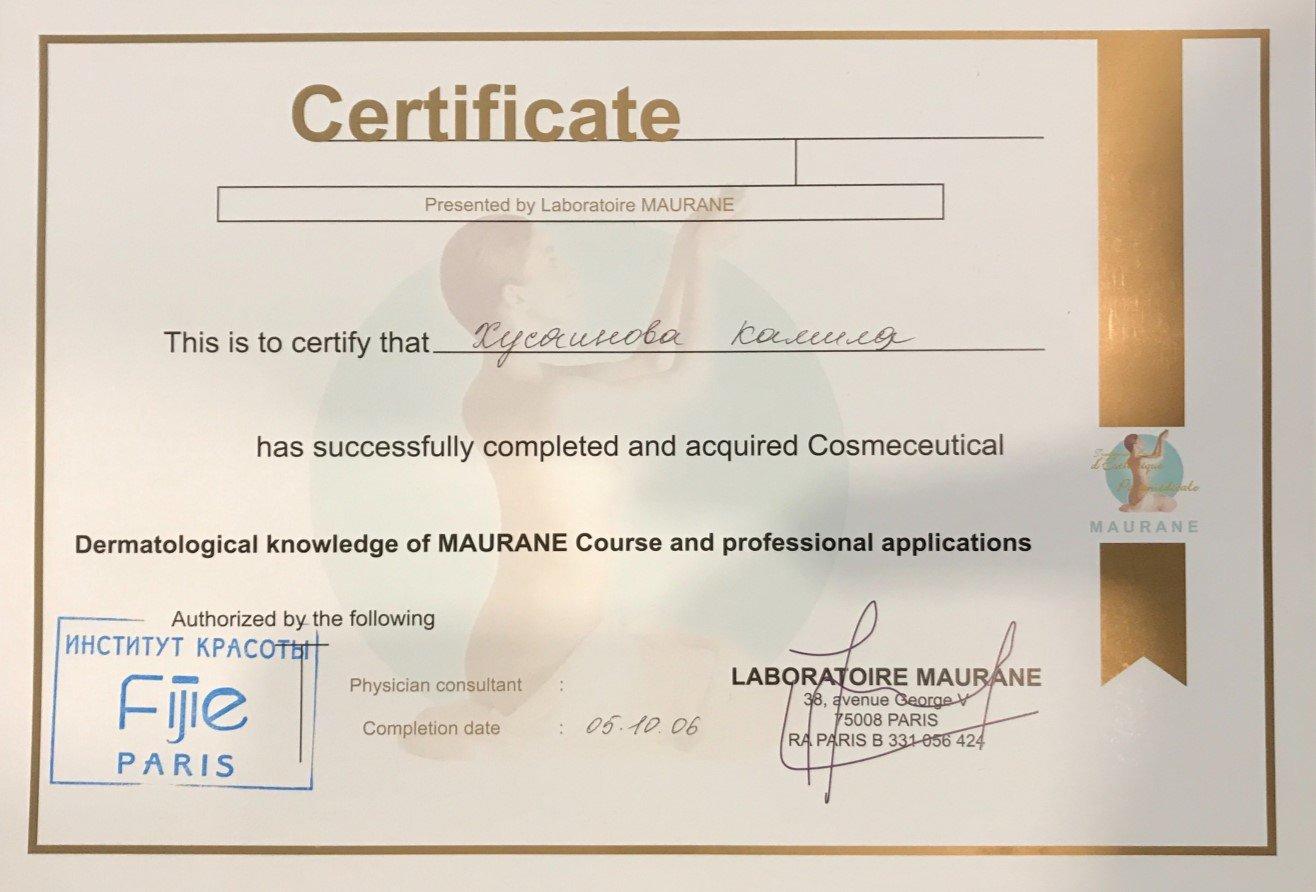 Certificate
Presented by Laboratoire MAURANE
This is to certify that Хусаинова Камила
has successfully completed and acquired Cosmeceutical
Dermatological knowledge of MAURANE Course and professional applications
MAURANE
Authorized by the following
ИНСТИТУТ КРАСОТЫ
Fijie
PARIS
Physician consultant :
Completion date : 05.10.06
LABORATOIRE MAURANE
38, avenue George V
75008 PARIS
RA PARIS B 331 056 424